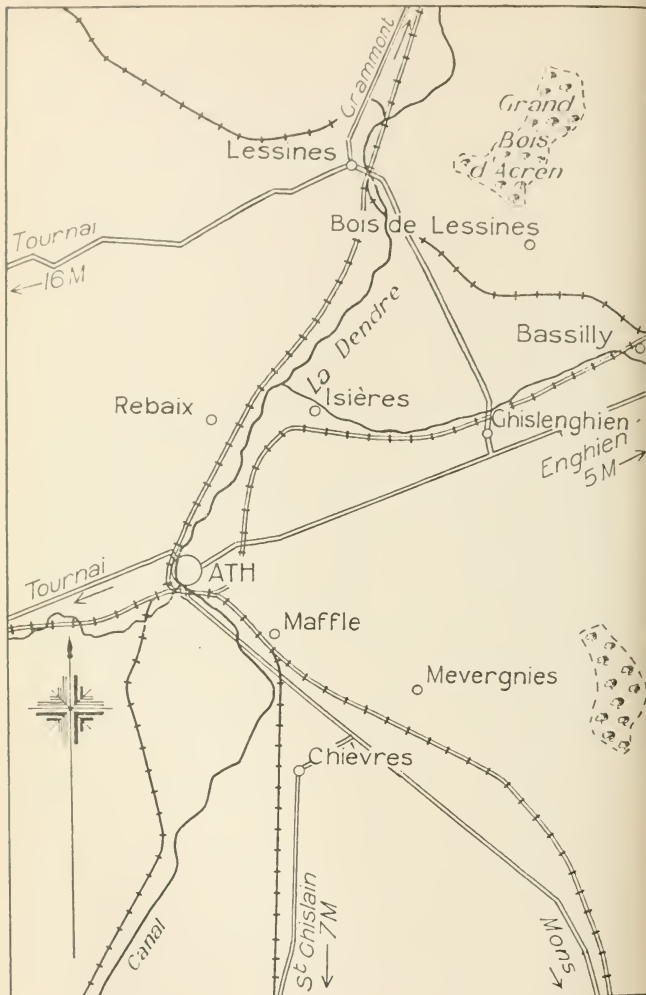 Grammont
Grand
Bois
d'Acren
Lessines
Tournai
16 M
Bois de Lessines
La Dendre
Bassilly
Isières
Rebaix
Ghislenghien
Enghien
5 M
Tournai
ATH
Maffle
Mevergnies
Chièvres
Canal
St Ghislain
7 M
Mons